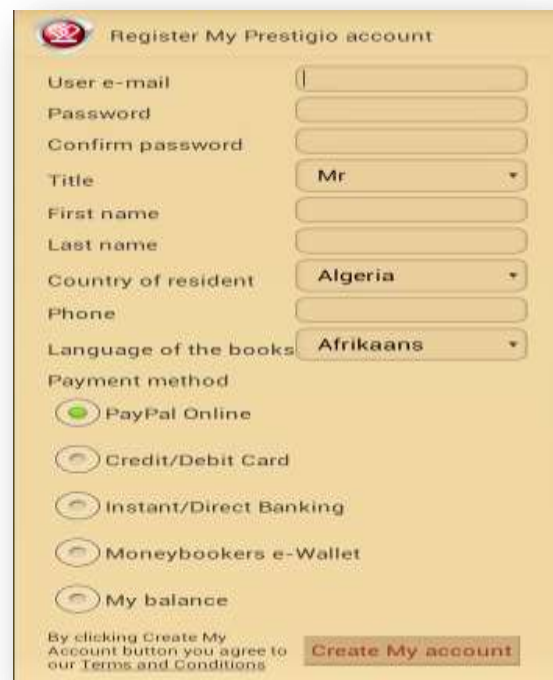 Register My Prestigio account
User e-mail
Password
Confirm password
Title Mr
First name
Last name
Country of resident Algeria
Phone
Language of the books Afrikaans
Payment method
PayPal Online
Credit/Debit Card
Instant/Direct Banking
Moneybookers e-Wallet
My balance
By clicking Create My
Account button you agree to
our Terms and Conditions
Create My account